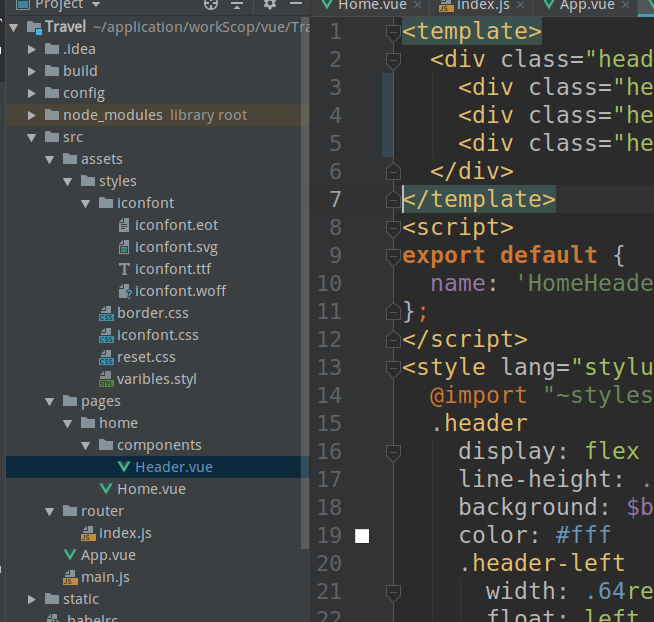 Project
Travel ~/application/workScop/vue/Tra
.idea
build
config
node_modules library root
src
assets
styles
iconfont
iconfont.eot
iconfont.svg
iconfont.ttf
iconfont.woff
border.css
iconfont.css
reset.css
varibles.styl
pages
home
components
Header.vue
Home.vue
router
index.js
App.vue
main.js
static
.babelrc
Home.vue index.js App.vue
1 <template>
2 <div class="head
3 <div class="he
4 <div class="he
5 <div class="he
6 </div>
7 </template>
8 <script>
9 export default {
10 name: 'HomeHeade
11 };
12 </script>
13 <style lang="stylu
14 @import "~styles
15 .header
16 display: flex
17 line-height: .
18 background: $b
19 color: #fff
20 .header-left
21 width: .64re
22 float: left